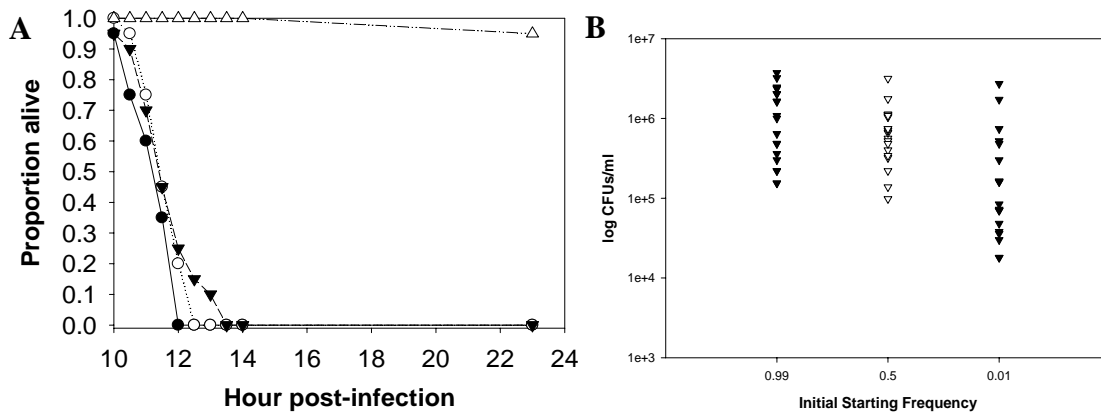 A
1.0
0.9
0.8
0.7
0.6
0.5
0.4
0.3
0.2
0.1
0.0
Proportion alive
10 12 14 16 18 20 22 24
Hour post-infection
B
1e+7
1e+6
1e+5
1e+4
1e+3
log CFUs/ml
0.99 0.5 0.01
Initial Starting Frequency